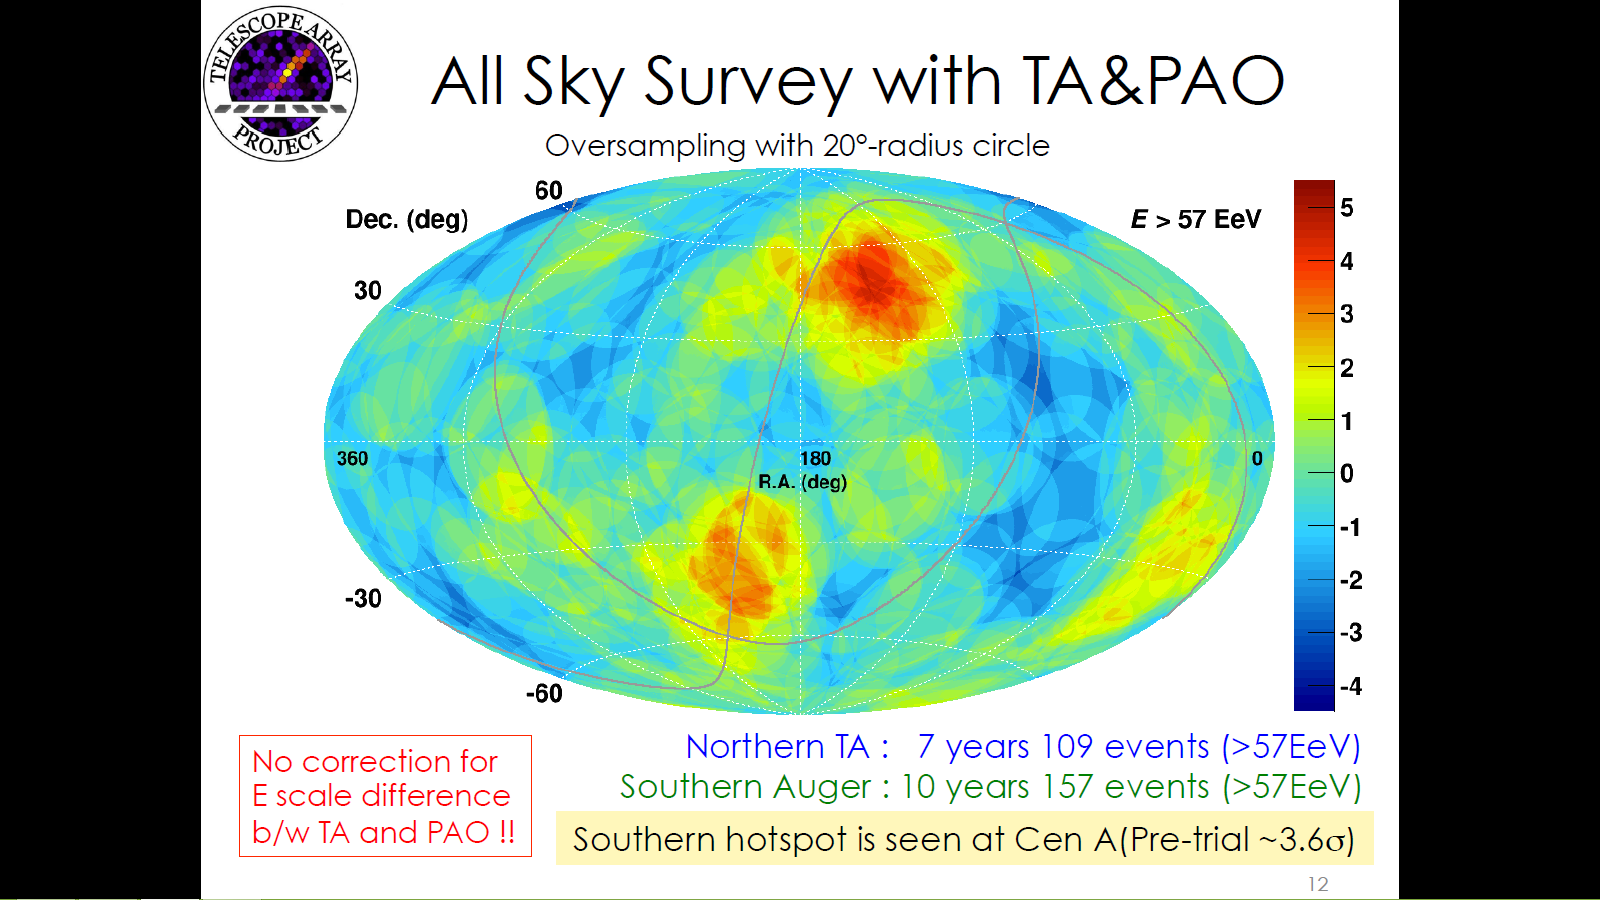 TELESCOPE ARRAY
PROJECT
All Sky Survey with TA&PAO
Oversampling with 20°-radius circle
60
Dec. (deg)
E > 57 EeV
30
360
180
0
R.A. (deg)
-30
-60
5
4
3
2
1
0
-1
-2
-3
-4
No correction for
E scale difference
b/w TA and PAO !!
Northern TA : 7 years 109 events (>57EeV)
Southern Auger : 10 years 157 events (>57EeV)
Southern hotspot is seen at Cen A(Pre-trial ~3.6σ)
12